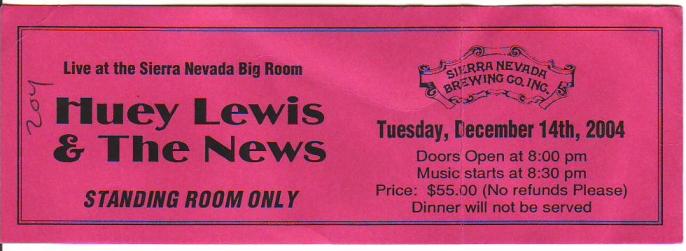 Live at the Sierra Nevada Big Room
Huey Lewis
& The News
STANDING ROOM ONLY
204
SIERRA NEVADA
BREWING CO. INC.
Tuesday, December 14th, 2004
Doors Open at 8:00 pm
Music starts at 8:30 pm
Price: $55.00 (No refunds Please)
Dinner will not be served